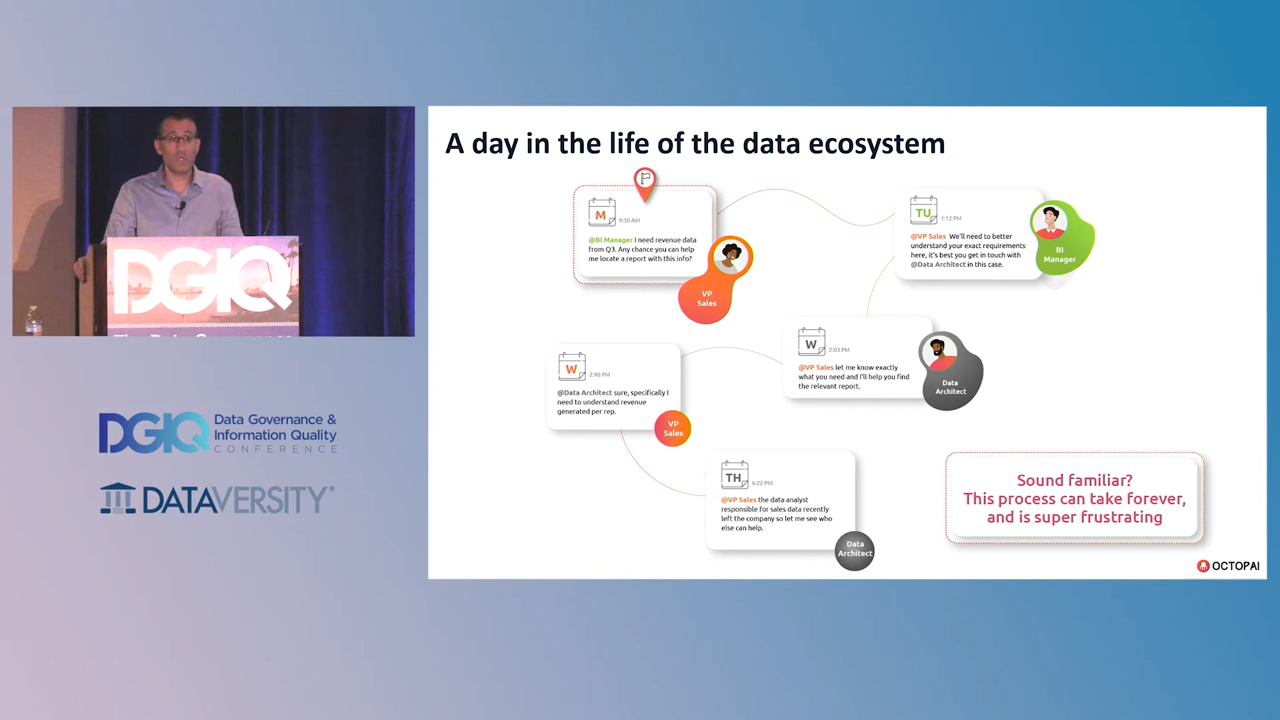 A day in the life of the data ecosystem
M
9:30 AM
@BI Manager I need revenue data
from Q3. Any chance you can help
me locate a report with this info?
VP
Sales
TU
1:12 PM
@VP Sales We'll need to better
understand your exact requirements
here, it's best you get in touch with
@Data Architect in this case.
BI
Manager
W
2:03 PM
@VP Sales let me know exactly
what you need and I'll help you find
the relevant report.
Data
Architect
W
2:40 PM
@Data Architect sure, specifically I
need to understand revenue
generated per rep.
VP
Sales
TH
6:22 PM
@VP Sales the data analyst
responsible for sales data recently
left the company so let me see who
else can help.
Data
Architect
Sound familiar?
This process can take forever,
and is super frustrating
OCTOPAI
DGIQ
DGIQ
Data Governance &
Information Quality
CONFERENCE
DATAVERSITY